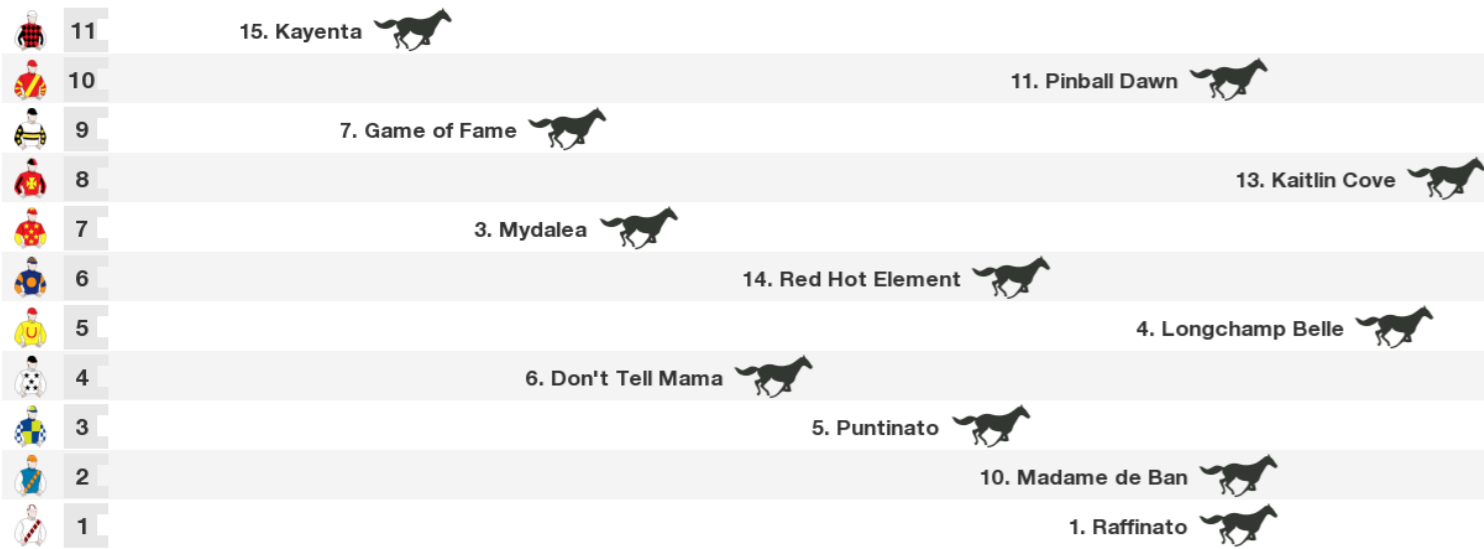 11 15. Kayenta
10 11. Pinball Dawn
9 7. Game of Fame
8 13. Kaitlin Cove
7 3. Mydalea
6 14. Red Hot Element
5 4. Longchamp Belle
4 6. Don't Tell Mama
3 5. Puntinato
2 10. Madame de Ban
1 1. Raffinato